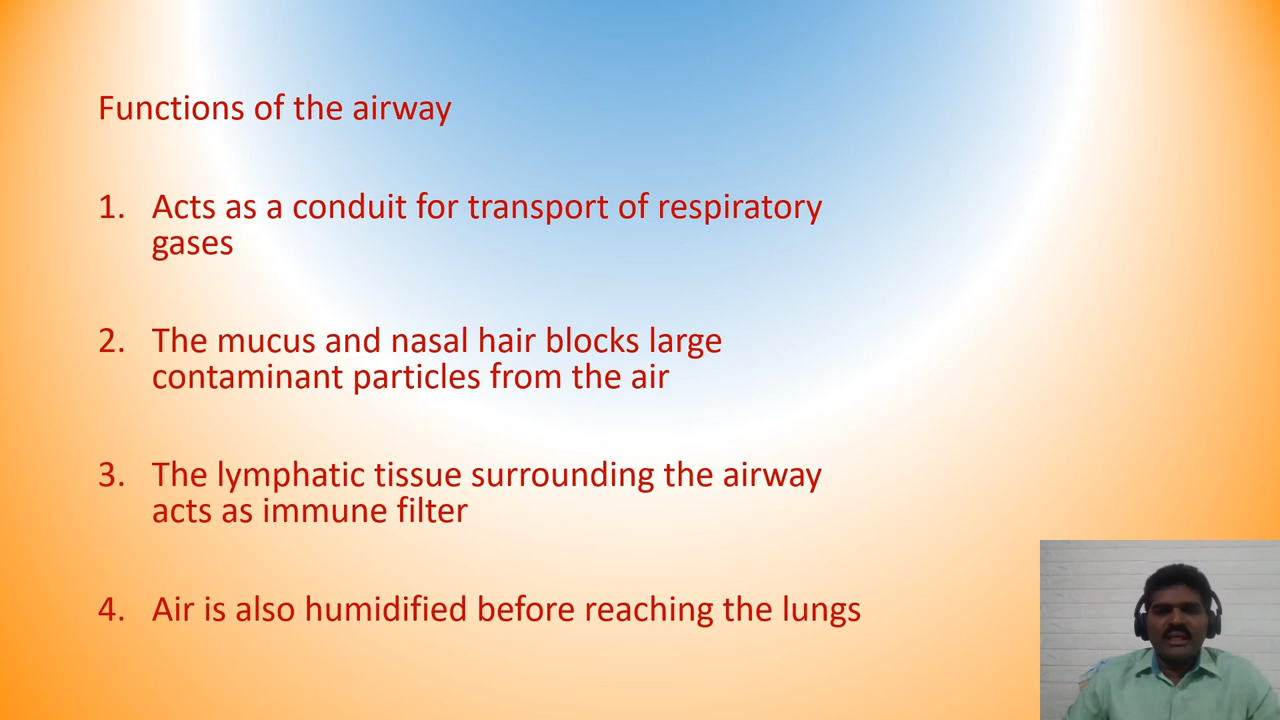 Functions of the airway
1. Acts as a conduit for transport of respiratory
gases
2. The mucus and nasal hair blocks large
contaminant particles from the air
3. The lymphatic tissue surrounding the airway
acts as immune filter
4. Air is also humidified before reaching the lungs